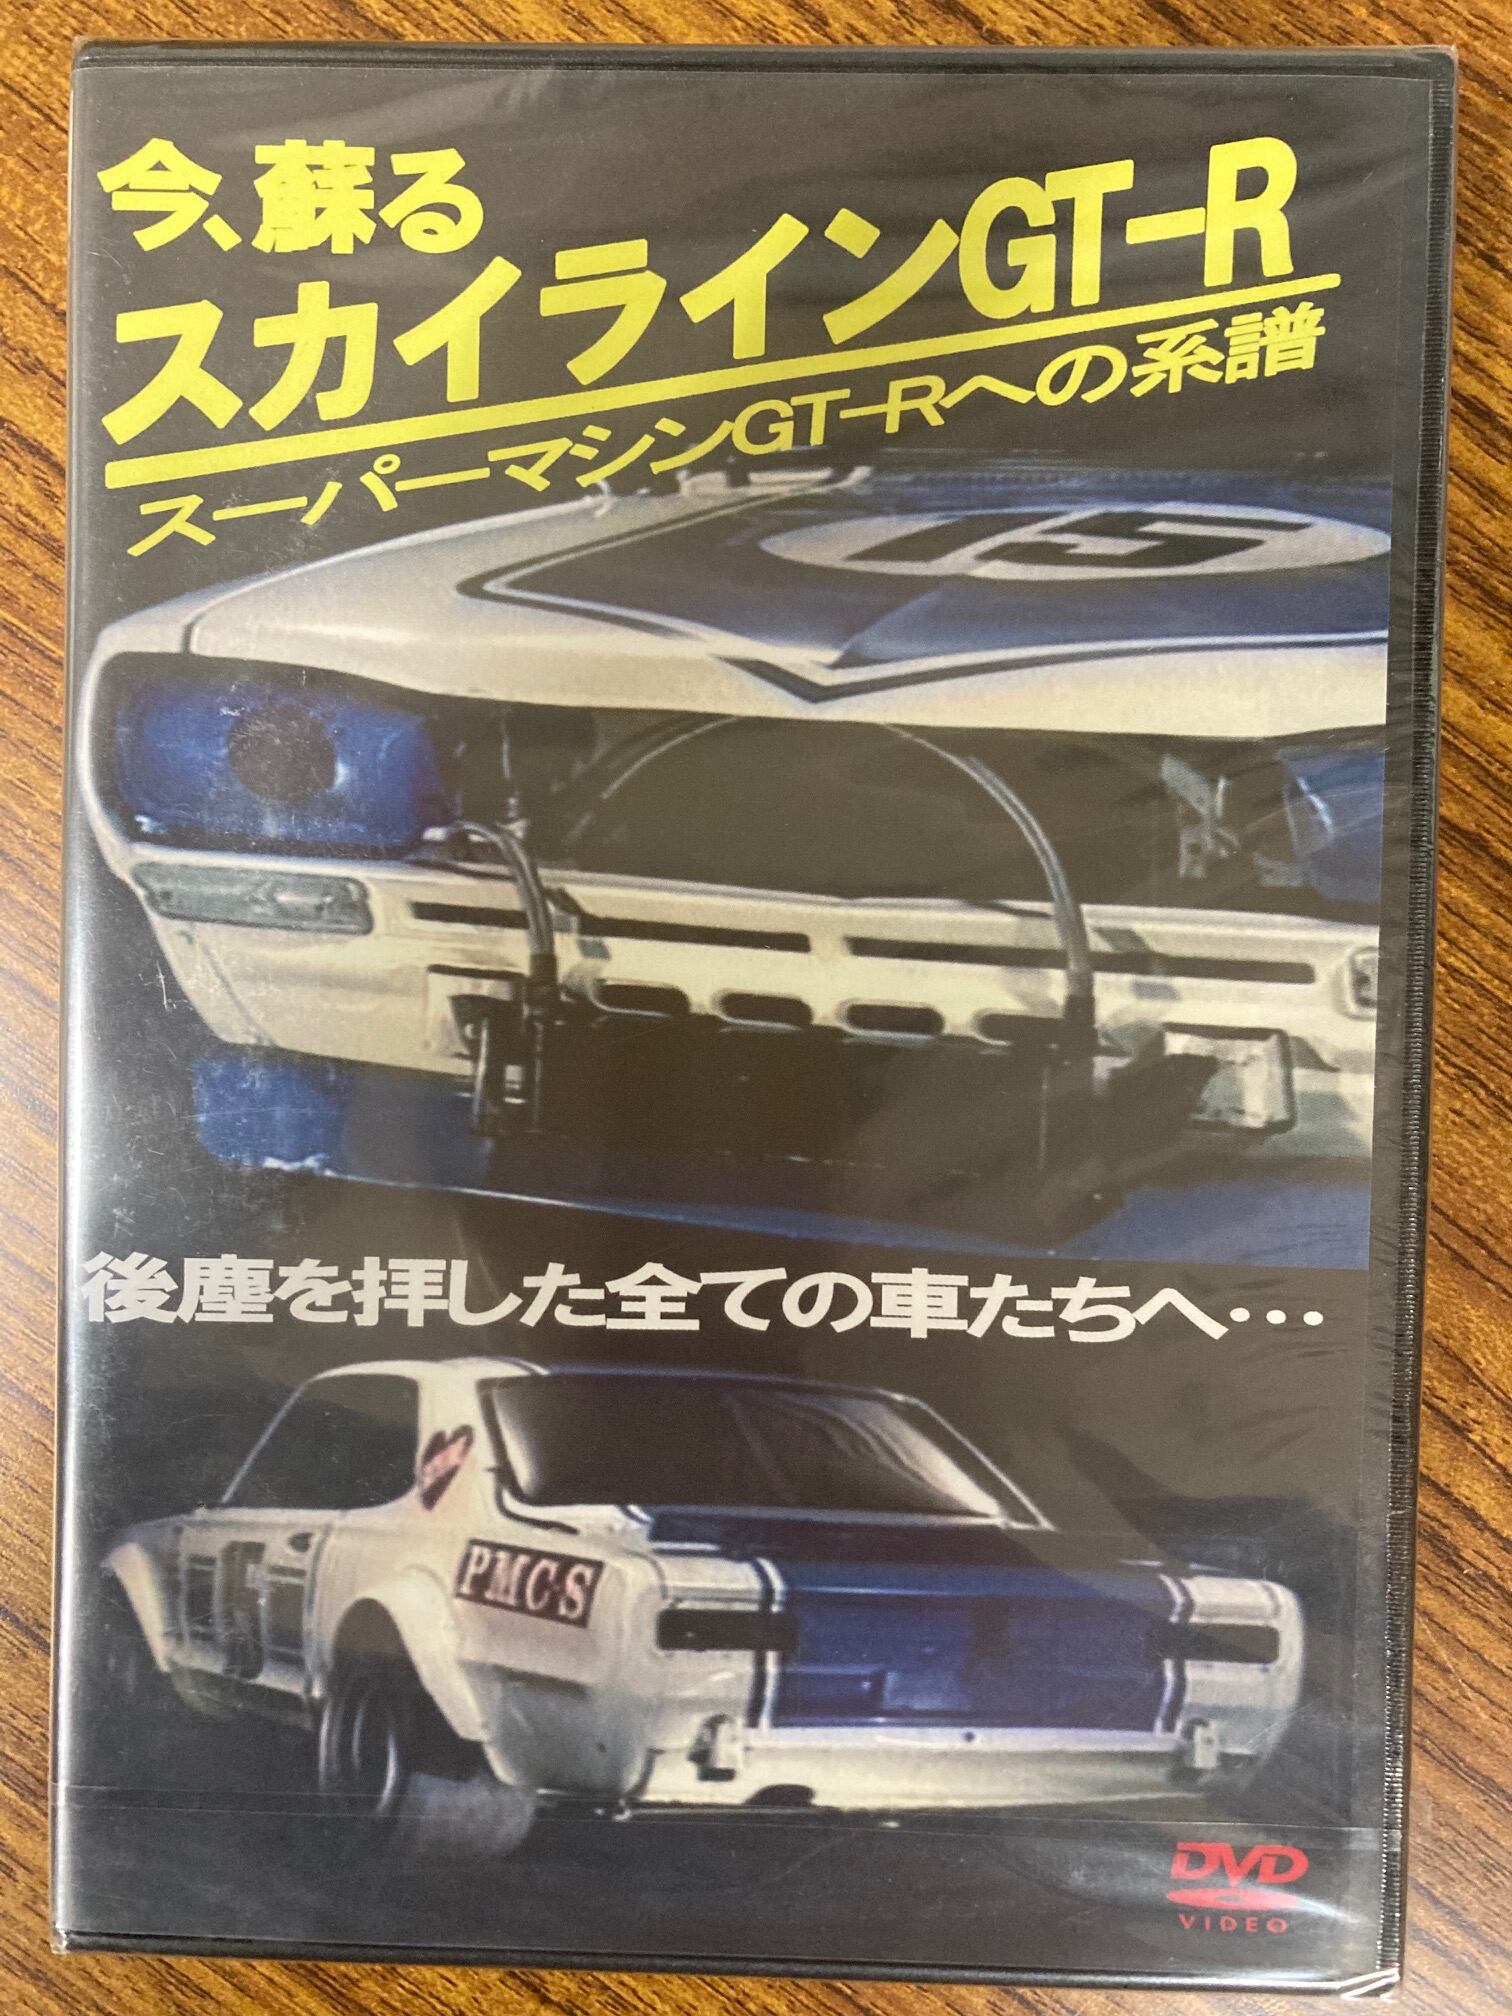 今、蘇る
スカイラインGT-R
スーパーマシンGT-Rへの系譜
15
後塵を拝した全ての車たちへ・・・
PMC・S
DVD
VIDEO